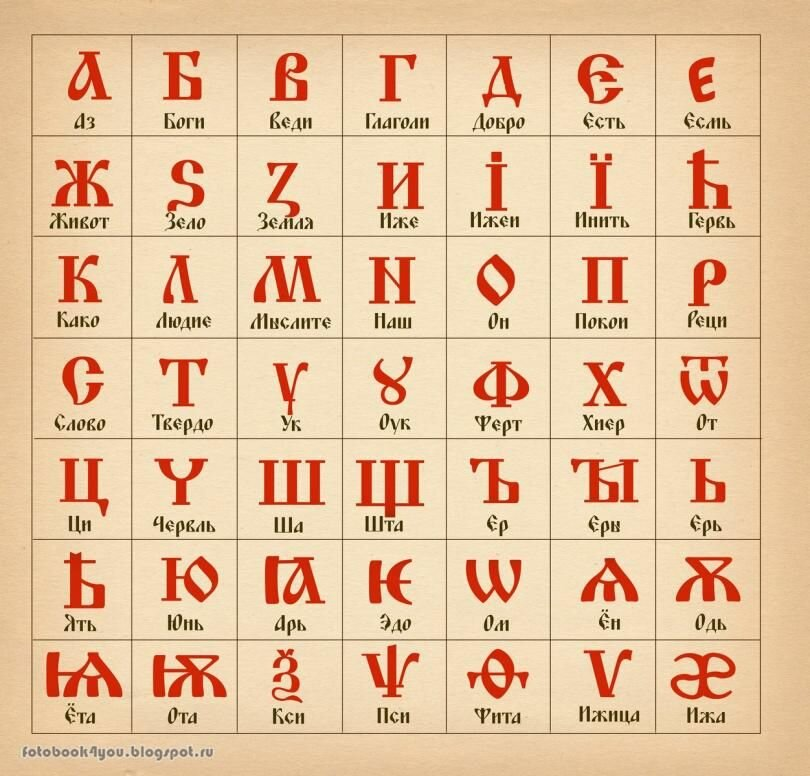 А Б В Г Д Є Е
Аз Боги Веди Глаголи Добро Есть Есмь
Ж Ѕ Ꙁ И І Ї Ћ
Живот Зело Земля Иже Ижеи Инить Гервь
К Л М N О П Р
Како Людие Мыслите Наш Он Покои Реци
С Т Ү Ꙋ Ф Х Ѿ
Слово Твердо Ук Оук Ферт Хиер От
Ц Ч Ш Щ Ъ Ꙑ Ь
Ци Червль Ша Шта Ер Еры Ерь
Ѣ Ю Ꙗ Ѥ Ѡ Ѧ Ѫ
Ять Юнь Арь Эдо Ом Ён Одь
Ѩ Ѭ Ѯ Ѱ Ѳ Ѵ Ӕ
Ёта Ота Кси Пси Фита Ижица Ижа
fotobook4you.blogspot.ru